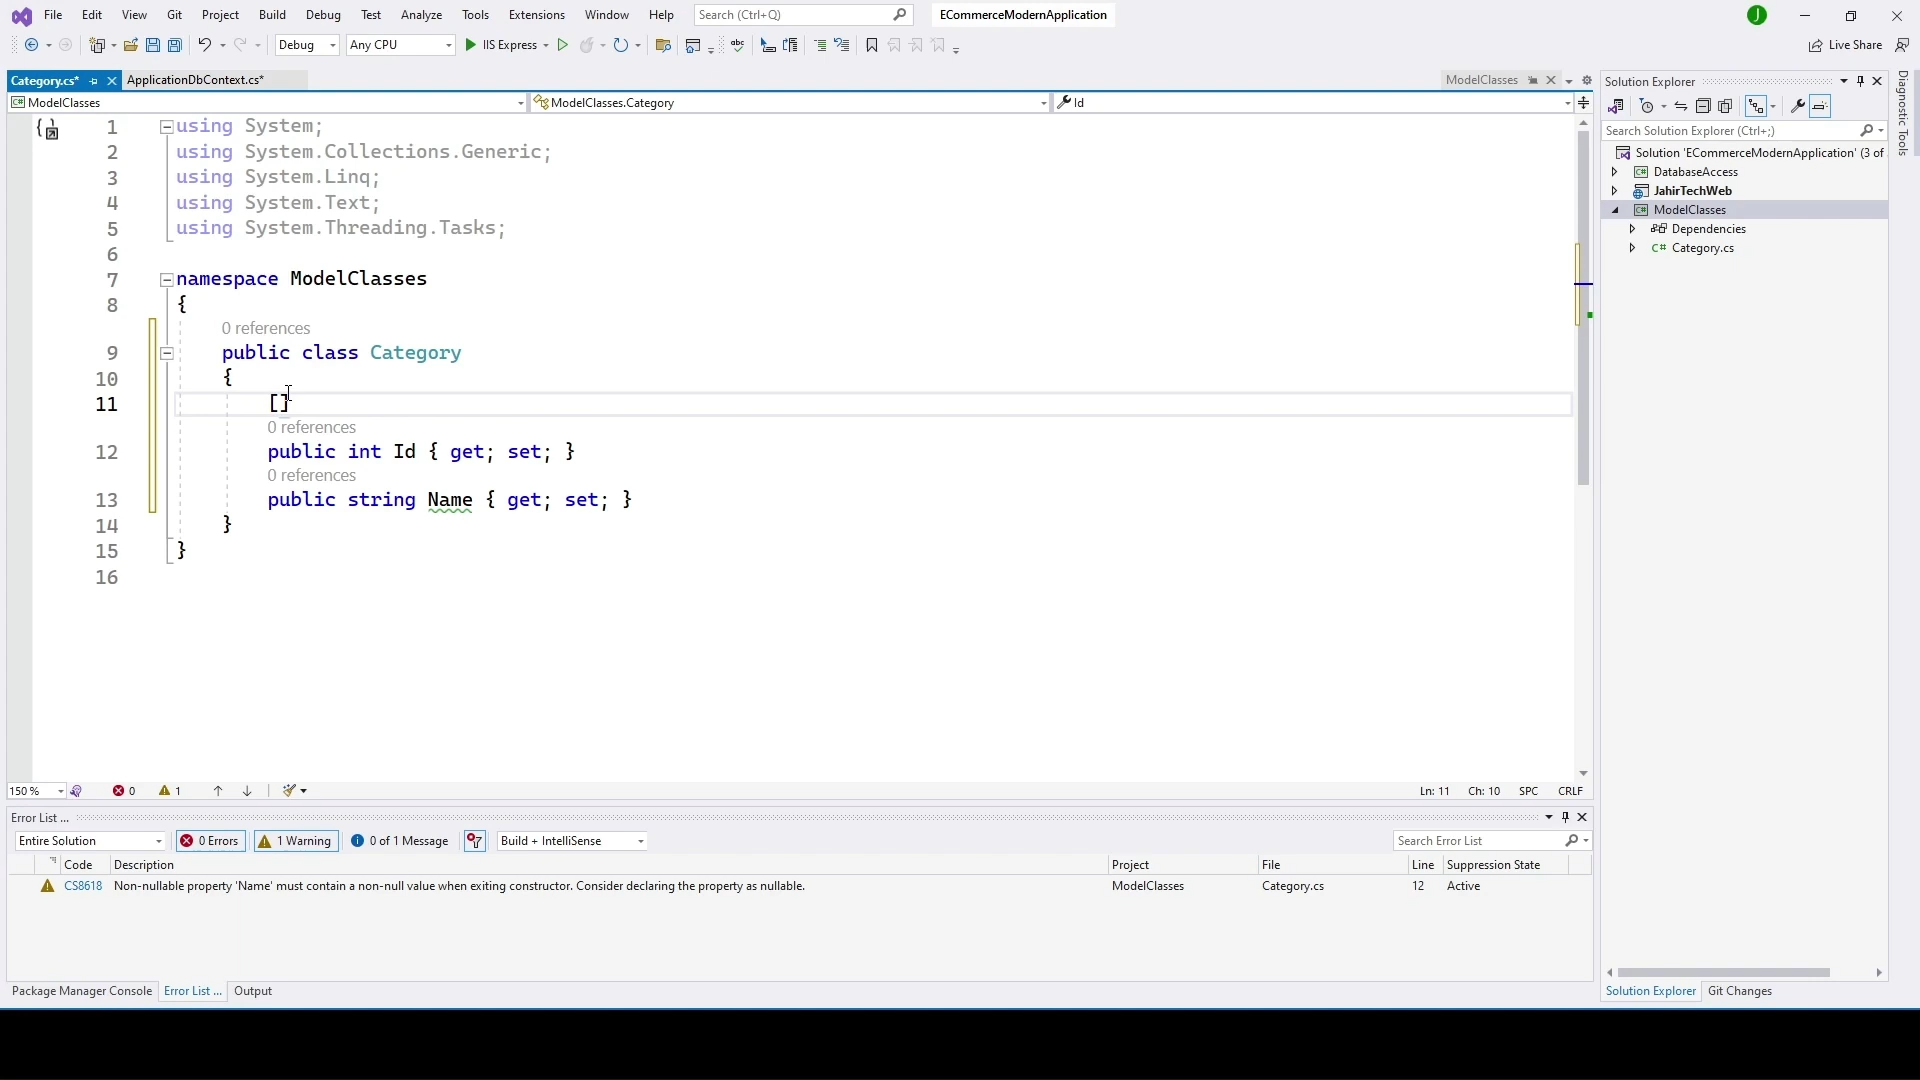 File Edit View Git Project Build Debug Test Analyze Tools Extensions Window Help Search (Ctrl+Q) ECommerceModernApplication J
Debug Any CPU IIS Express Live Share
Category.cs* ApplicationDbContext.cs* ModelClasses
ModelClasses ModelClasses.Category Id
1 using System;
2 using System.Collections.Generic;
3 using System.Linq;
4 using System.Text;
5 using System.Threading.Tasks;
6
7 namespace ModelClasses
8 {
0 references
9 public class Category
10 {
11 []
0 references
12 public int Id { get; set; }
0 references
13 public string Name { get; set; }
14 }
15 }
16
150 % 0 1 Ln: 11 Ch: 10 SPC CRLF
Error List ...
Entire Solution 0 Errors 1 Warning 0 of 1 Message Build + IntelliSense Search Error List
Code Description Project File Line Suppression State
CS8618 Non-nullable property 'Name' must contain a non-null value when exiting constructor. Consider declaring the property as nullable. ModelClasses Category.cs 12 Active
Package Manager Console Error List ... Output
Solution Explorer
Search Solution Explorer (Ctrl+;)
Solution 'ECommerceModernApplication' (3 of
DatabaseAccess
JahirTechWeb
ModelClasses
Dependencies
C# Category.cs
Solution Explorer Git Changes
Diagnostic Tools